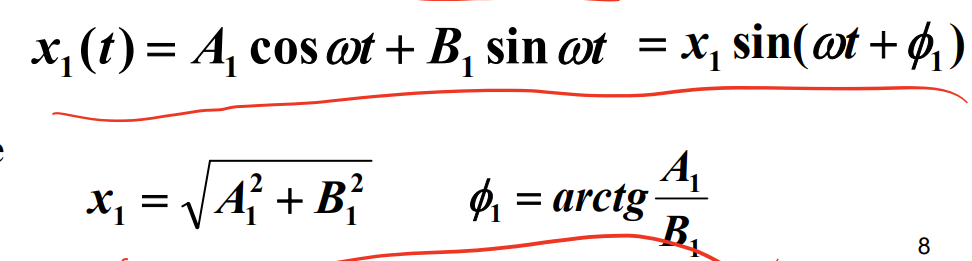 x₁(t) = A₁ cos ωt + B₁ sin ωt = x₁ sin(ωt + ϕ₁)
x₁ = √(A₁² + B₁²) ϕ₁ = arctg A₁/B₁
8